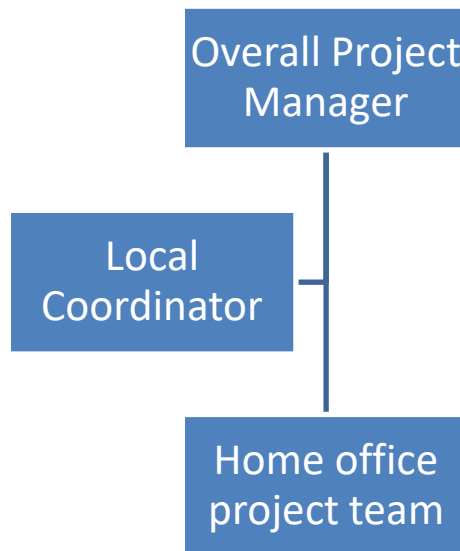 Overall Project
Manager
Local
Coordinator
Home office
project team